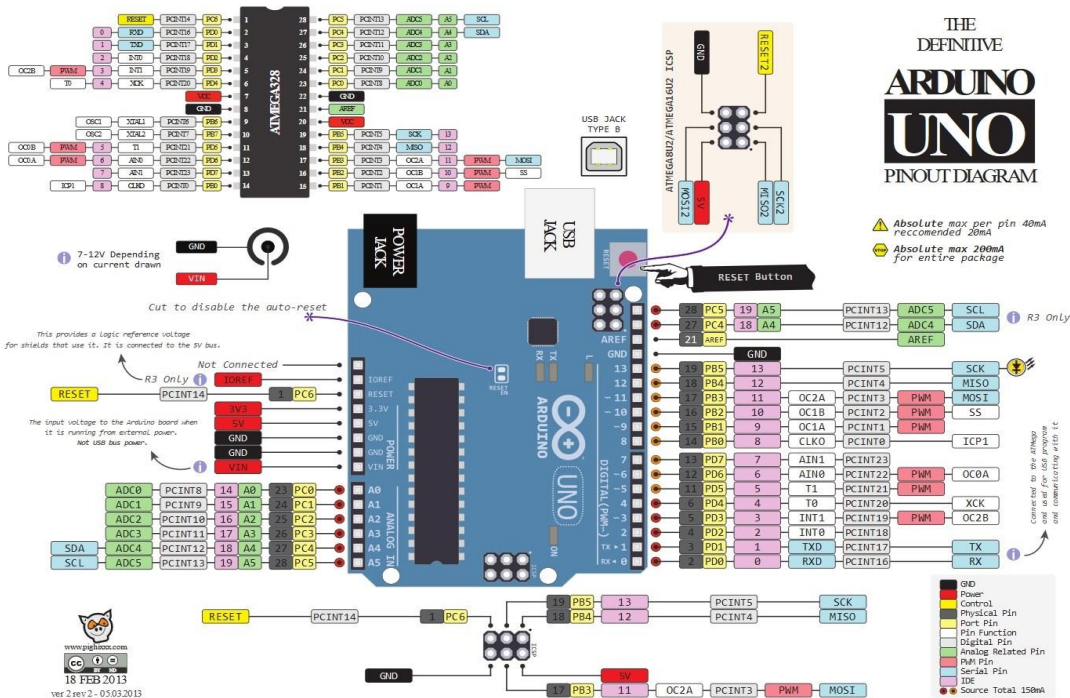 THE
DEFINITIVE
ARDUINO
UNO
PINOUT DIAGRAM
RESET PCINT14 PC6 1
0 RXD PCINT16 PD0 2
1 TXD PCINT17 PD1 3
2 INT0 PCINT18 PD2 4
OC2B PWM 3 INT1 PCINT19 PD3 5
T0 4 XCK PCINT20 PD4 6
VCC 7
GND 8
OSC1 XTAL1 PCINT6 PB6 9
OSC2 XTAL2 PCINT7 PB7 10
OC0B PWM 5 T1 PCINT21 PD5 11
OC0A PWM 6 AIN0 PCINT22 PD6 12
7 AIN1 PCINT23 PD7 13
ICP1 8 CLKO PCINT0 PB0 14
ATMEGA328
28 PC5 PCINT13 ADC5 A5 SCL
27 PC4 PCINT12 ADC4 A4 SDA
26 PC3 PCINT11 ADC3 A3
25 PC2 PCINT10 ADC2 A2
24 PC1 PCINT9 ADC1 A1
23 PC0 PCINT8 ADC0 A0
22 GND
21 AREF
20 VCC
19 PB5 PCINT5 SCK 13
18 PB4 PCINT4 MISO 12
17 PB3 PCINT3 OC2A 11 PWM MOSI
16 PB2 PCINT2 OC1B 10 PWM SS
15 PB1 PCINT1 OC1A 9 PWM
USB JACK
TYPE B
ATMEGA8U2/ATMEGA16U2 ICSP
GND
RESET2
MOSI2
5V
MISO2
SCK2
Absolute max per pin 40mA
reccomended 20mA
STOP
Absolute max 200mA
for entire package
RESET Button
i 7-12V Depending
on current drawn
GND
VIN
POWER
JACK
USB
JACK
RESET
Cut to disable the auto-reset
This provides a logic reference voltage
for shields that use it. It is connected to the 5V bus.
Not Connected
R3 Only i IOREF
RESET PCINT14 1 PC6
3V3
5V
GND
GND
VIN
The input voltage to the Arduino board when
it is running from external power.
Not USB bus power.
i
ADC0 PCINT8 14 A0 23 PC0
ADC1 PCINT9 15 A1 24 PC1
ADC2 PCINT10 16 A2 25 PC2
ADC3 PCINT11 17 A3 26 PC3
SDA ADC4 PCINT12 18 A4 27 PC4
SCL ADC5 PCINT13 19 A5 28 PC5
IOREF
RESET
3.3V
5V
GND
GND
VIN
POWER
A0
A1
A2
A3
A4
A5
ANALOG IN
RESET
EN
RX
TX
L
ARDUINO
UNO
ON
ICSP
AREF
GND
13
12
~11
~10
~9
8
7
~6
~5
4
~3
2
TX 1
RX 0
DIGITAL (PWM~)
28 PC5 19 A5 PCINT13 ADC5 SCL
27 PC4 18 A4 PCINT12 ADC4 SDA
i R3 Only
21 AREF AREF
GND
19 PB5 13 PCINT5 SCK
18 PB4 12 PCINT4 MISO
17 PB3 11 OC2A PCINT3 PWM MOSI
16 PB2 10 OC1B PCINT2 PWM SS
15 PB1 9 OC1A PCINT1 PWM
14 PB0 8 CLKO PCINT0 ICP1
13 PD7 7 AIN1 PCINT23
12 PD6 6 AIN0 PCINT22 PWM OC0A
11 PD5 5 T1 PCINT21 PWM
6 PD4 4 T0 PCINT20 XCK
5 PD3 3 INT1 PCINT19 PWM OC2B
4 PD2 2 INT0 PCINT18
3 PD1 1 TXD PCINT17 TX
2 PD0 0 RXD PCINT16 RX
i
Connected to the ATMega
and used for USB program
and communicating with it
RESET PCINT14 1 PC6
19 PB5 13 PCINT5 SCK
18 PB4 12 PCINT4 MISO
ICSP
GND
5V
17 PB3 11 OC2A PCINT3 PWM MOSI
GND
Power
Control
Physical Pin
Port Pin
Pin Function
Digital Pin
Analog Related Pin
PWM Pin
Serial Pin
IDE
Source Total 150mA
www.pighixxx.com
cc
BY ND
18 FEB 2013
ver 2 rev 2 - 05.03.2013